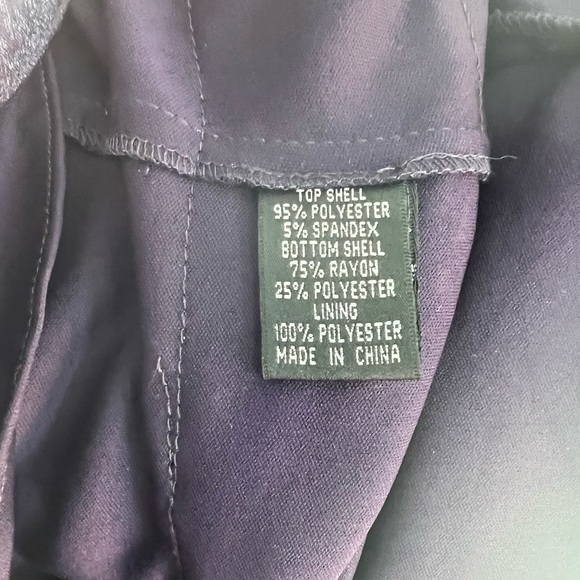 TOP SHELL
95% POLYESTER
5% SPANDEX
BOTTOM SHELL
75% RAYON
25% POLYESTER
LINING
100% POLYESTER
MADE IN CHINA